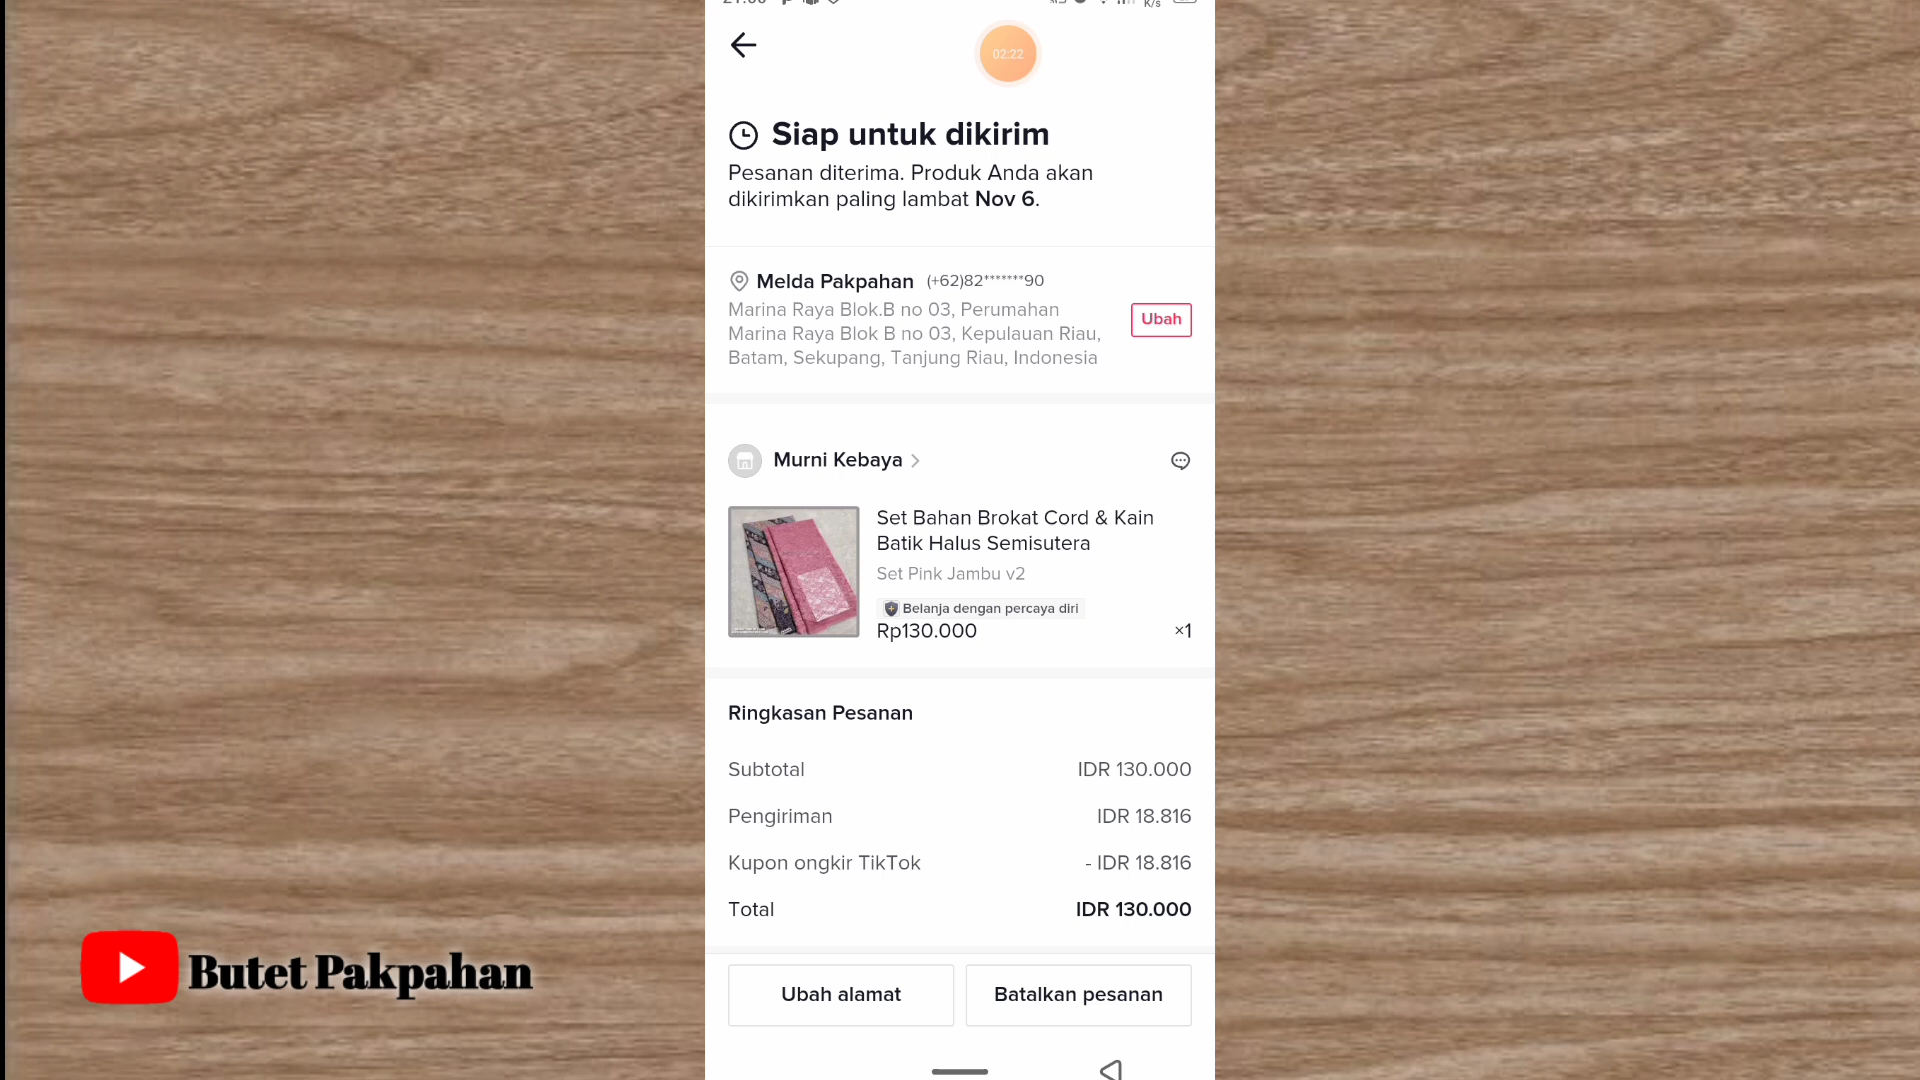 02:22
Siap untuk dikirim
Pesanan diterima. Produk Anda akan
dikirimkan paling lambat Nov 6.
Melda Pakpahan (+62)82*******90
Marina Raya Blok.B no 03, Perumahan
Marina Raya Blok B no 03, Kepulauan Riau,
Batam, Sekupang, Tanjung Riau, Indonesia
Ubah
Murni Kebaya
Set Bahan Brokat Cord & Kain
Batik Halus Semisutera
Set Pink Jambu v2
Belanja dengan percaya diri
Rp130.000 ×1
Ringkasan Pesanan
Subtotal IDR 130.000
Pengiriman IDR 18.816
Kupon ongkir TikTok - IDR 18.816
Total IDR 130.000
Ubah alamat Batalkan pesanan
Butet Pakpahan